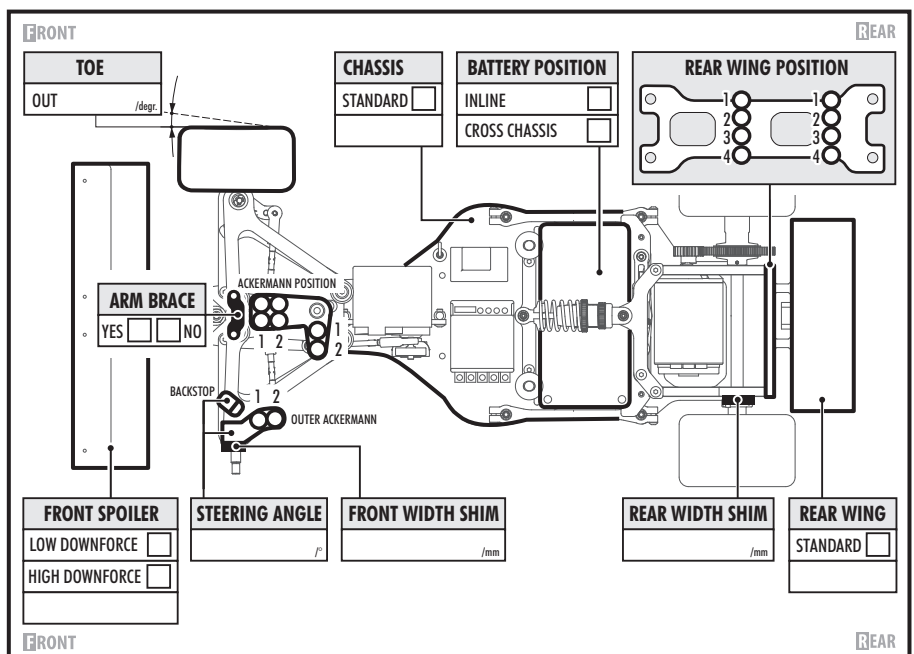 FRONT
REAR
TOE
OUT /degr.
CHASSIS
STANDARD
BATTERY POSITION
INLINE
CROSS CHASSIS
REAR WING POSITION
1 1
2 2
3 3
4 4
ACKERMANN POSITION
ARM BRACE
YES NO
1 2
1
2
BACKSTOP
1 2
OUTER ACKERMANN
FRONT SPOILER
LOW DOWNFORCE
HIGH DOWNFORCE
STEERING ANGLE
/°
FRONT WIDTH SHIM
/mm
REAR WIDTH SHIM
/mm
REAR WING
STANDARD
FRONT
REAR